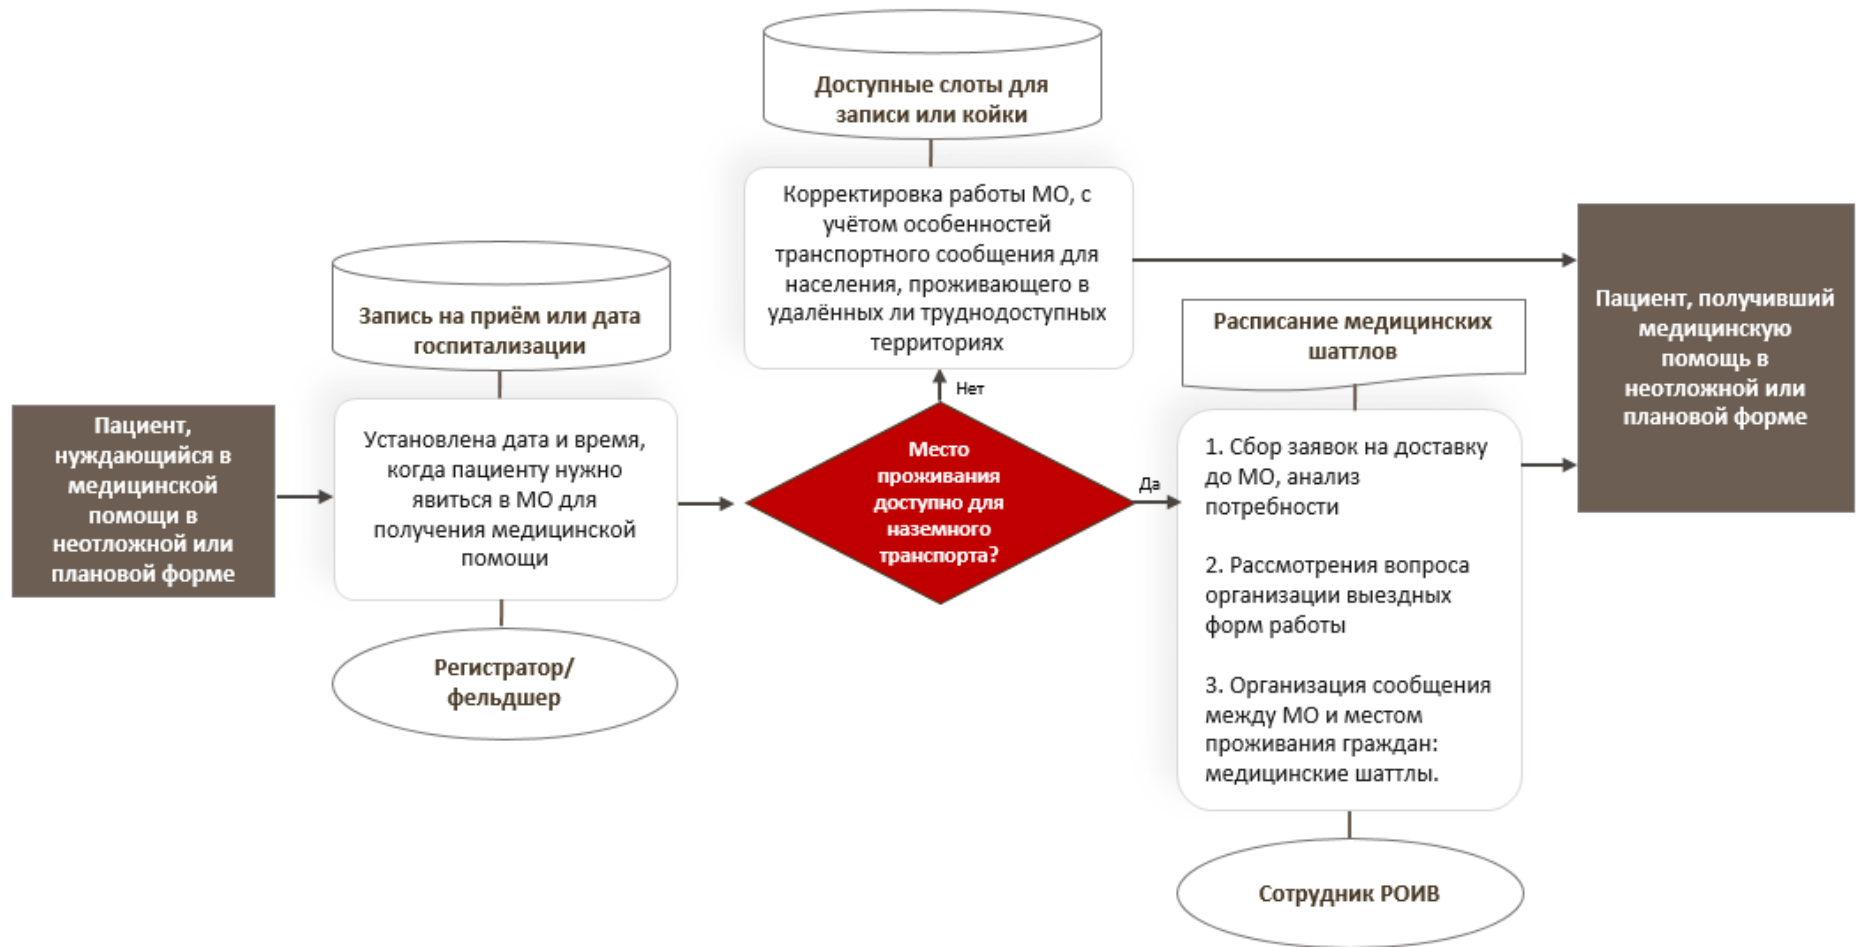 Доступные слоты для
записи или койки
Корректировка работы МО, с
учётом особенностей
транспортного сообщения для
населения, проживающего в
удалённых ли труднодоступных
территориях
Запись на приём или дата
госпитализации
Пациент,
нуждающийся в
медицинской
помощи в
неотложной или
плановой форме
Установлена дата и время,
когда пациенту нужно
явиться в МО для
получения медицинской
помощи
Регистратор/
фельдшер
Место
проживания
доступно для
наземного
транспорта?
Нет
Да
Расписание медицинских
шаттлов
1. Сбор заявок на доставку
до МО, анализ
потребности
2. Рассмотрения вопроса
организации выездных
форм работы
3. Организация сообщения
между МО и местом
проживания граждан:
медицинские шаттлы.
Сотрудник РОИВ
Пациент, получивший
медицинскую
помощь в
неотложной или
плановой форме